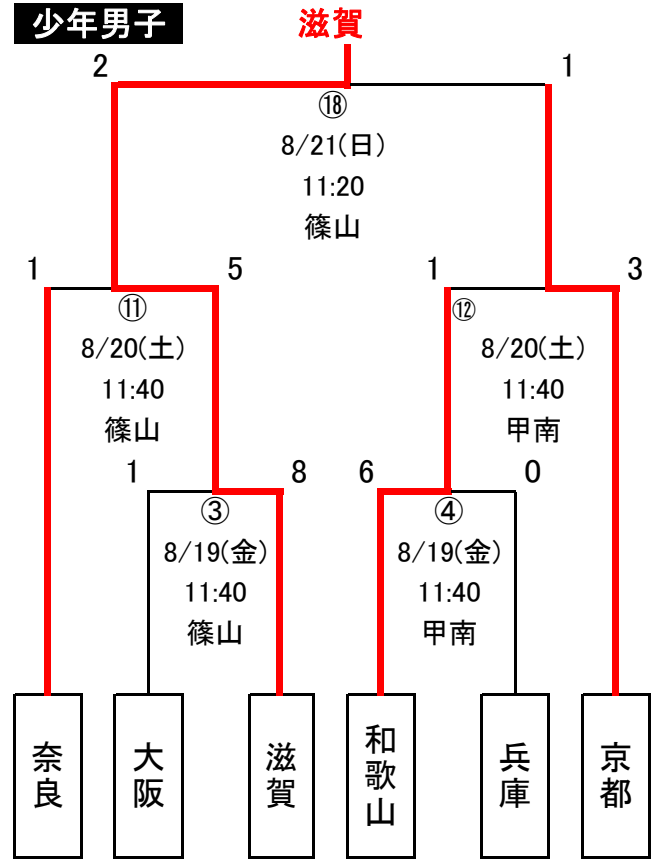 少年男子
滋賀
2
1
⑱
8/21(日)
11:20
篠山
1
5
1
3
⑪
8/20(土)
11:40
篠山
⑫
8/20(土)
11:40
甲南
1
8
6
0
③
8/19(金)
11:40
篠山
④
8/19(金)
11:40
甲南
奈良
大阪
滋賀
和歌山
兵庫
京都